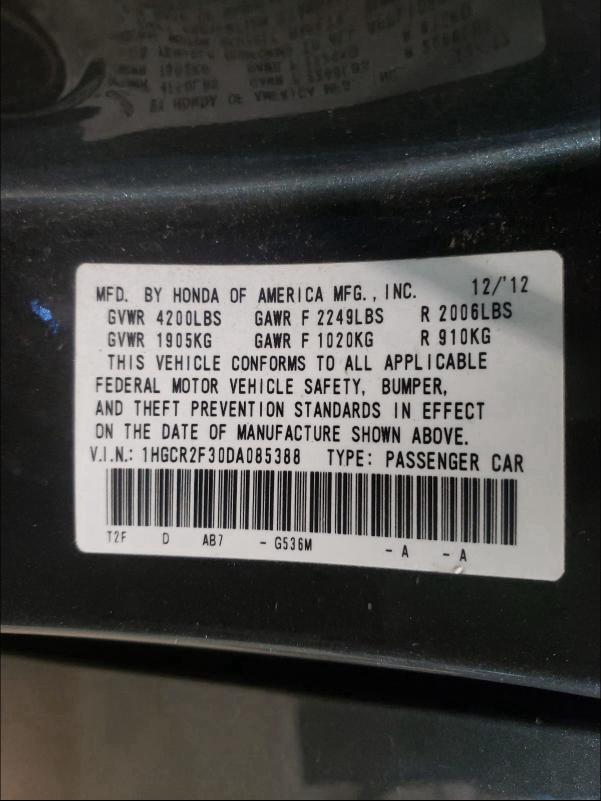 MFD. BY HONDA OF AMERICA MFG., INC. 12/'12
GVWR 4200LBS GAWR F 2249LBS R 2006LBS
GVWR 1905KG GAWR F 1020KG R 910KG
THIS VEHICLE CONFORMS TO ALL APPLICABLE
FEDERAL MOTOR VEHICLE SAFETY, BUMPER,
AND THEFT PREVENTION STANDARDS IN EFFECT
ON THE DATE OF MANUFACTURE SHOWN ABOVE.
V.I.N.: 1HGCR2F30DA085388 TYPE: PASSENGER CAR
T2F D AB7 - G536M - A - A